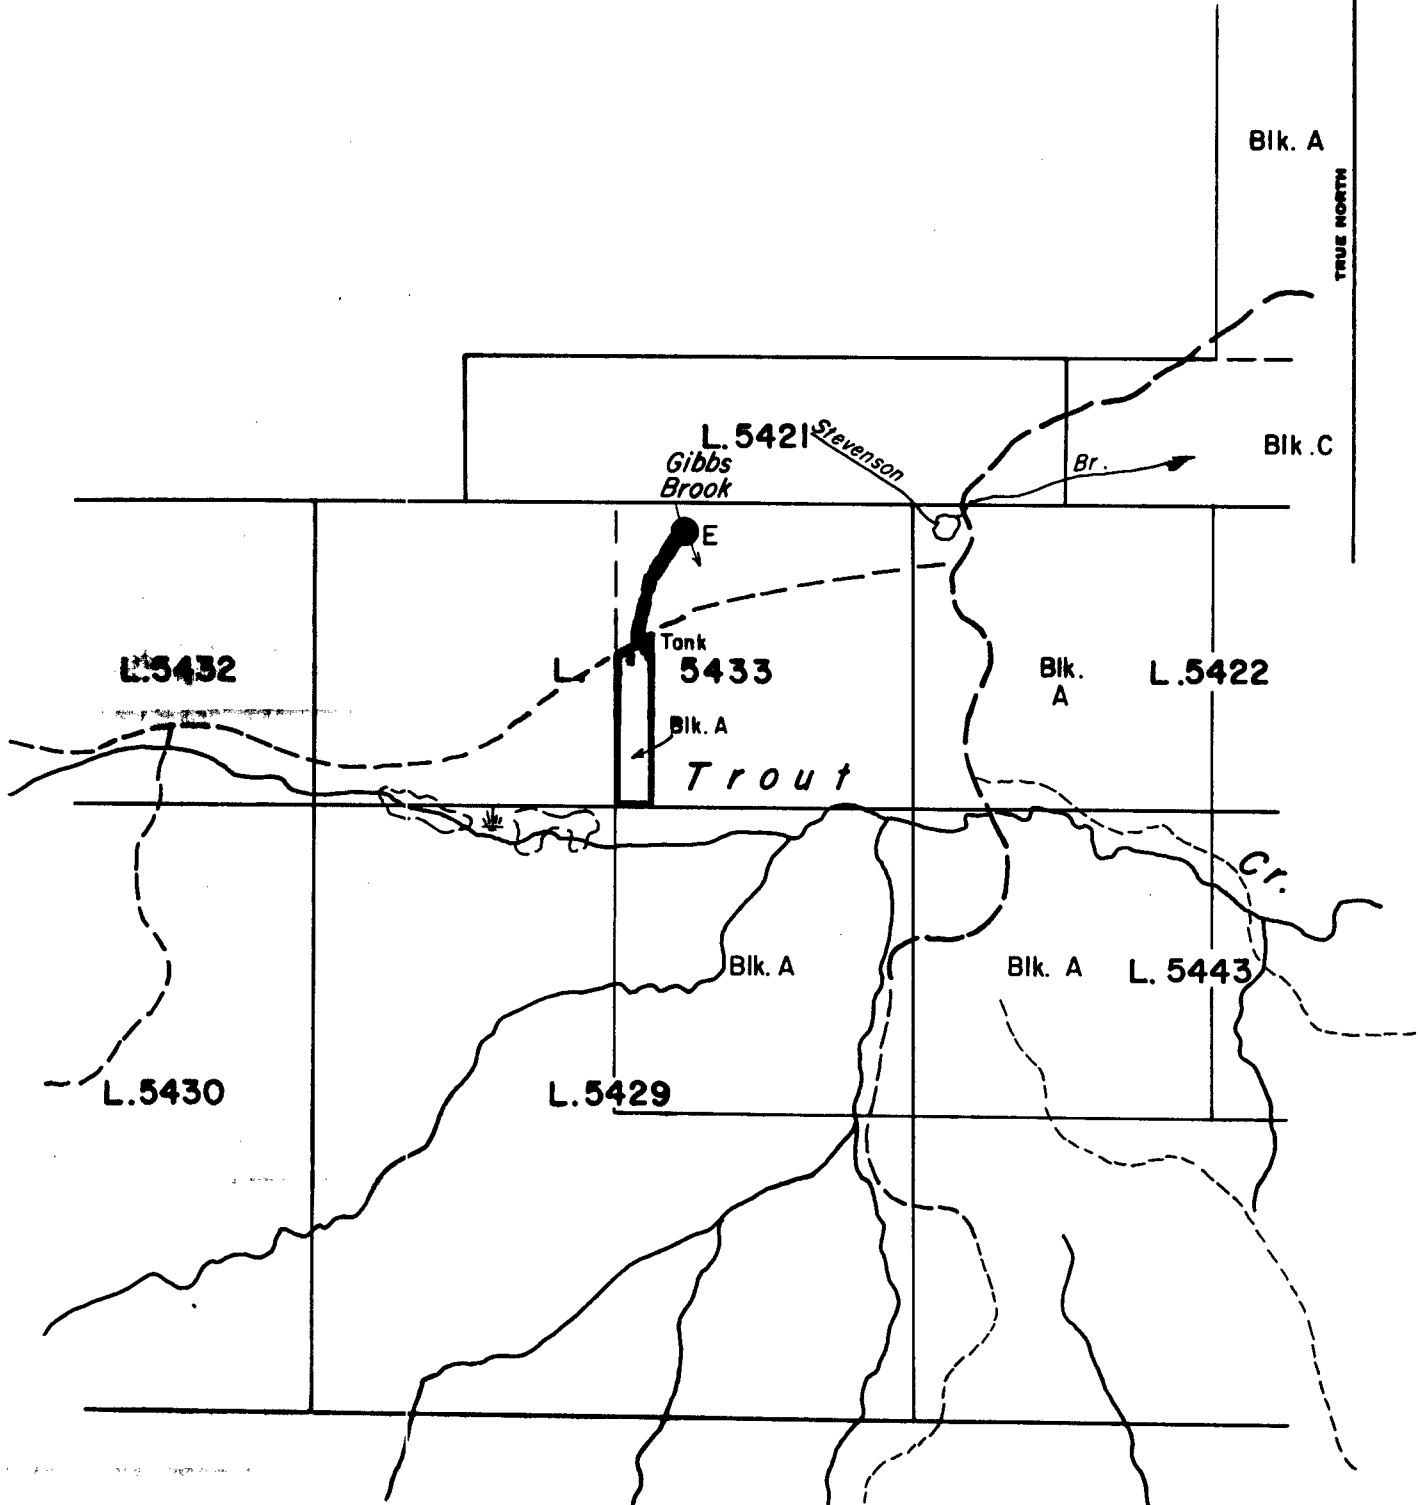 Blk. A
TRUE NORTH
L. 5421
Stevenson
Br.
Blk. C
Gibbs
Brook
E
Tank
L. 5432
L. 5433
Blk.
A
L. 5422
Blk. A
Trout
Cr.
Blk. A
Blk. A
L. 5443
L. 5430
L. 5429